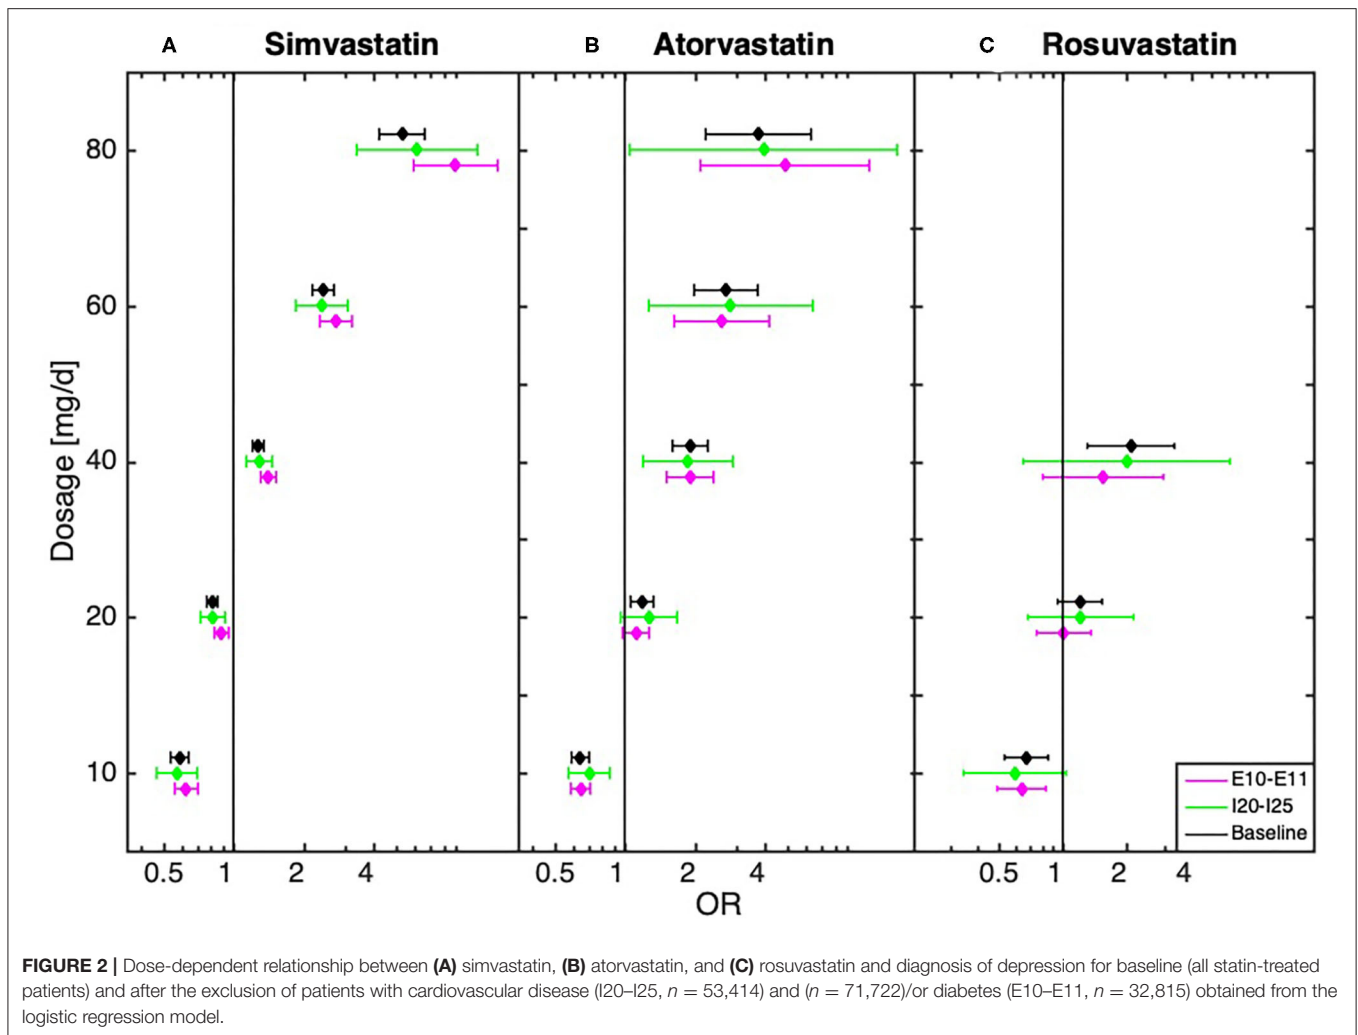 A Simvastatin B Atorvastatin C Rosuvastatin
80
60
40
20
10
Dosage [mg/d]
E10-E11
I20-I25
Baseline
0.5 1 2 4 0.5 1 2 4 0.5 1 2 4
OR
FIGURE 2 | Dose-dependent relationship between (A) simvastatin, (B) atorvastatin, and (C) rosuvastatin and diagnosis of depression for baseline (all statin-treated
patients) and after the exclusion of patients with cardiovascular disease (I20–I25, n = 53,414) and (n = 71,722)/or diabetes (E10–E11, n = 32,815) obtained from the
logistic regression model.